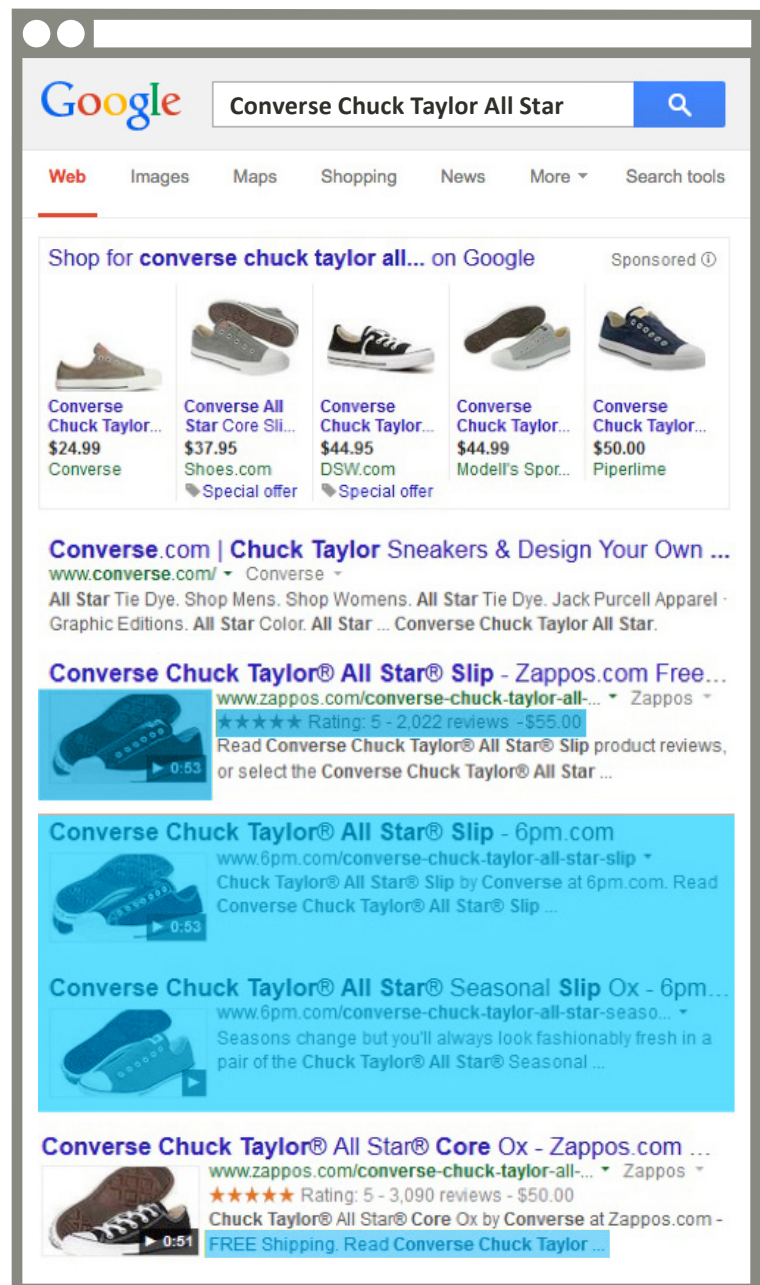 Google
Converse Chuck Taylor All Star
Web Images Maps Shopping News More Search tools
Shop for converse chuck taylor all... on Google Sponsored
Converse
Chuck Taylor...
$24.99
Converse
Converse All
Star Core Sli...
$37.95
Shoes.com
Special offer
Converse
Chuck Taylor...
$44.95
DSW.com
Special offer
Converse
Chuck Taylor...
$44.99
Modell's Spor...
Converse
Chuck Taylor...
$50.00
Piperlime
Converse.com | Chuck Taylor Sneakers & Design Your Own ...
www.converse.com/ Converse
All Star Tie Dye. Shop Mens. Shop Womens. All Star Tie Dye. Jack Purcell Apparel ·
Graphic Editions. All Star Color. All Star ... Converse Chuck Taylor All Star.
Converse Chuck Taylor® All Star® Slip - Zappos.com Free...
www.zappos.com/converse-chuck-taylor-all-... Zappos
★★★★★ Rating: 5 - 2,022 reviews -$55.00
Read Converse Chuck Taylor® All Star® Slip product reviews,
or select the Converse Chuck Taylor® All Star ...
0:53
Converse Chuck Taylor® All Star® Slip - 6pm.com
www.6pm.com/converse-chuck-taylor-all-star-slip
Chuck Taylor® All Star® Slip by Converse at 6pm.com. Read
Converse Chuck Taylor® All Star® Slip ...
0:53
Converse Chuck Taylor® All Star® Seasonal Slip Ox - 6pm...
www.6pm.com/converse-chuck-taylor-all-star-seaso...
Seasons change but you'll always look fashionably fresh in a
pair of the Chuck Taylor® All Star® Seasonal ...
Converse Chuck Taylor® All Star® Core Ox - Zappos.com ...
www.zappos.com/converse-chuck-taylor-all-... Zappos
★★★★★ Rating: 5 - 3,090 reviews - $50.00
Chuck Taylor® All Star® Core Ox by Converse at Zappos.com -
FREE Shipping. Read Converse Chuck Taylor ...
0:51